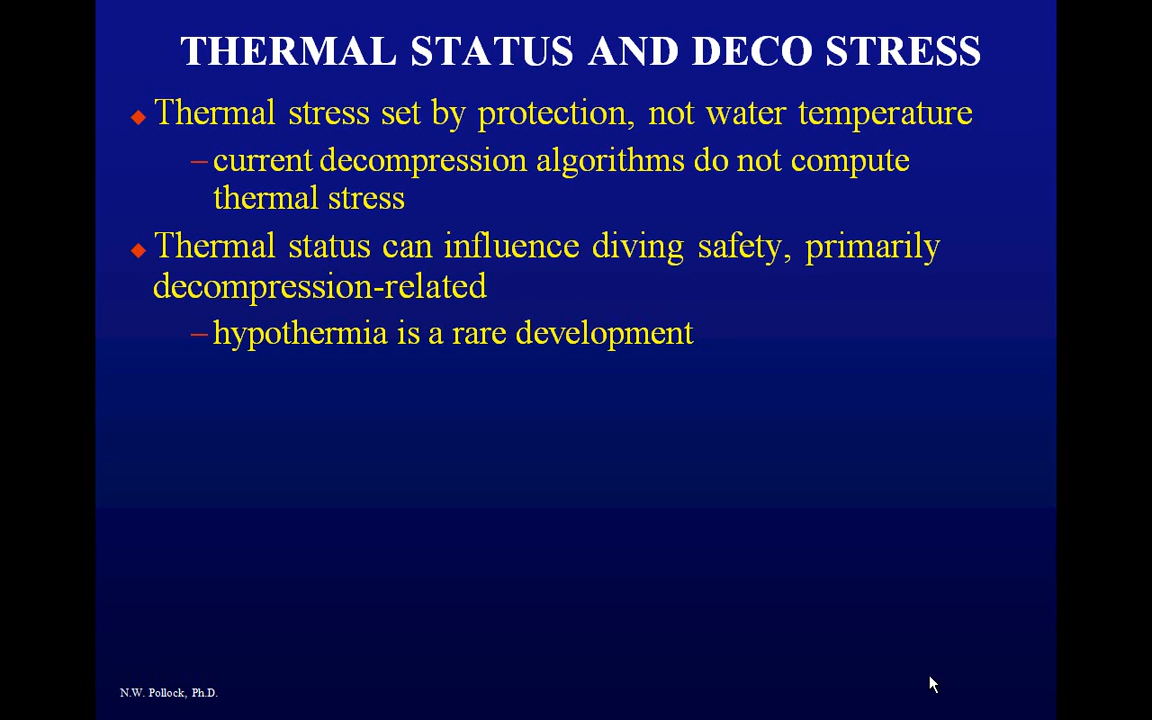 THERMAL STATUS AND DECO STRESS
Thermal stress set by protection, not water temperature
–current decompression algorithms do not compute
thermal stress
Thermal status can influence diving safety, primarily
decompression-related
–hypothermia is a rare development
N.W. Pollock, Ph.D.